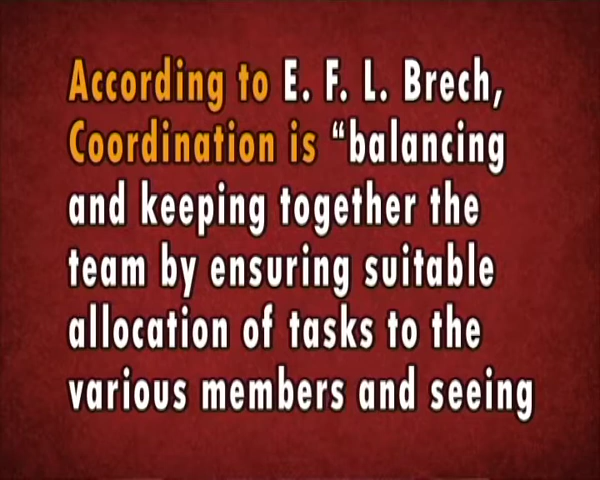 According to E. F. L. Brech,
Coordination is “balancing
and keeping together the
team by ensuring suitable
allocation of tasks to the
various members and seeing